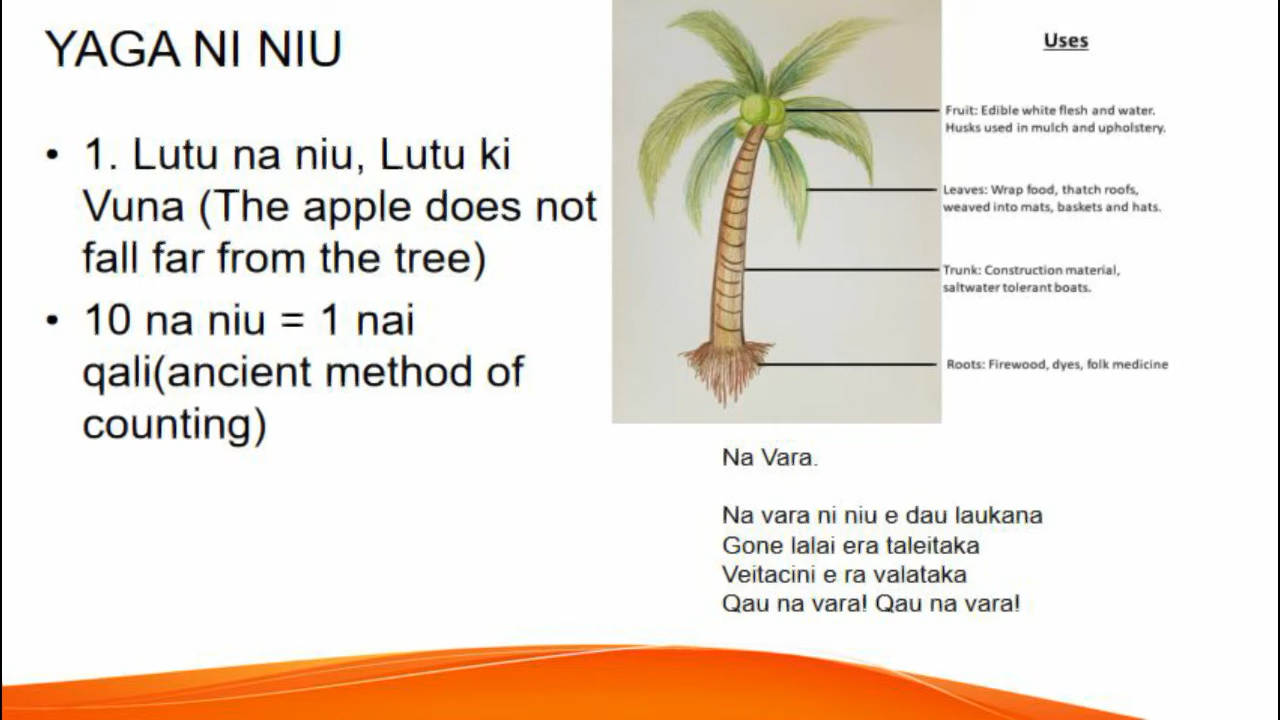 YAGA NI NIU
• 1. Lutu na niu, Lutu ki
Vuna (The apple does not
fall far from the tree)
• 10 na niu = 1 nai
qali(ancient method of
counting)
Uses
Fruit: Edible white flesh and water.
Husks used in mulch and upholstery.
Leaves: Wrap food, thatch roofs,
weaved into mats, baskets and hats.
Trunk: Construction material,
saltwater tolerant boats.
Roots: Firewood, dyes, folk medicine
Na Vara.
Na vara ni niu e dau laukana
Gone lalai era taleitaka
Veitacini e ra valataka
Qau na vara! Qau na vara!